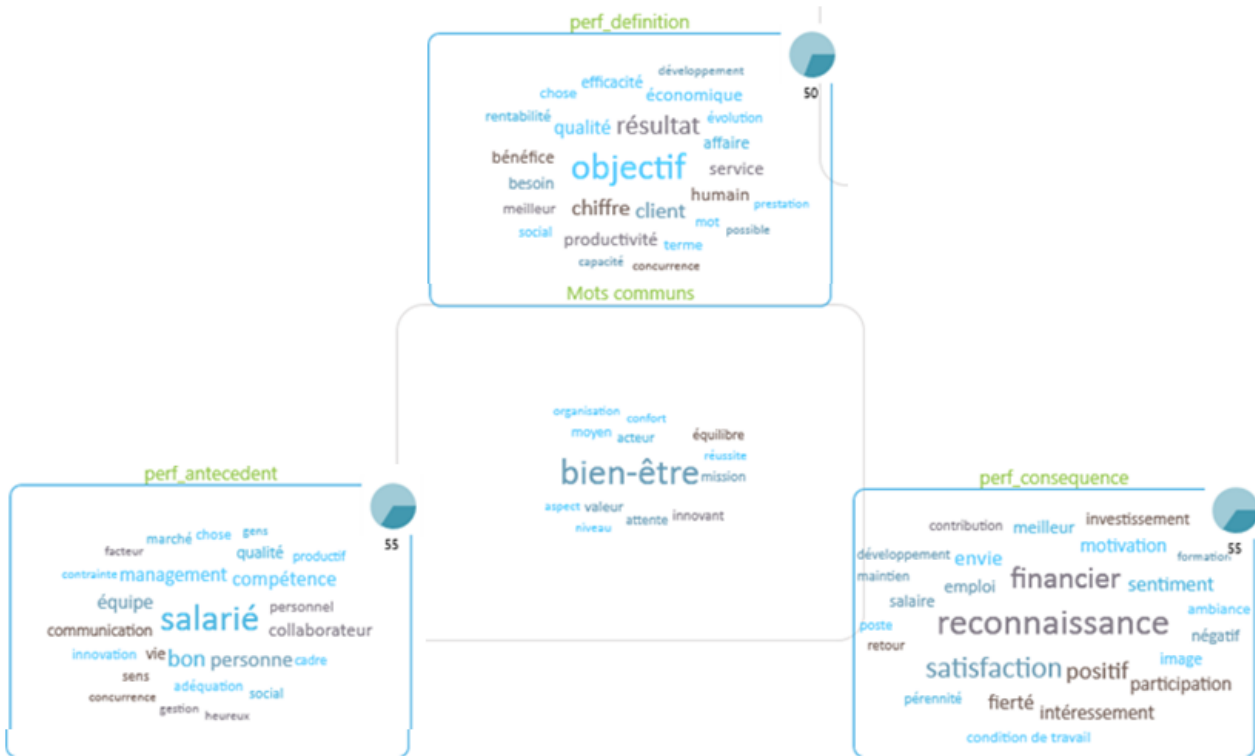 perf_definition
développement
efficacité
chose
économique
50
rentabilité
évolution
qualité
résultat
affaire
bénéfice
objectif
service
besoin
humain
meilleur
chiffre
client
prestation
mot
social
possible
productivité
terme
capacité
concurrence
Mots communs
organisation
confort
moyen
acteur
équilibre
réussite
bien-être
mission
aspect
valeur
attente
innovant
niveau
perf_antecedent
gens
marché
chose
55
facteur
qualité
productif
contrainte
management
compétence
équipe
salarié
personnel
communication
collaborateur
innovation
vie
bon
personne
cadre
sens
adéquation
social
concurrence
gestion
heureux
perf_consequence
contribution
meilleur
investissement
motivation
55
développement
envie
formation
maintien
emploi
financier
sentiment
salaire
ambiance
poste
reconnaissance
négatif
retour
satisfaction
positif
image
participation
pérennité
fierté
intéressement
condition de travail